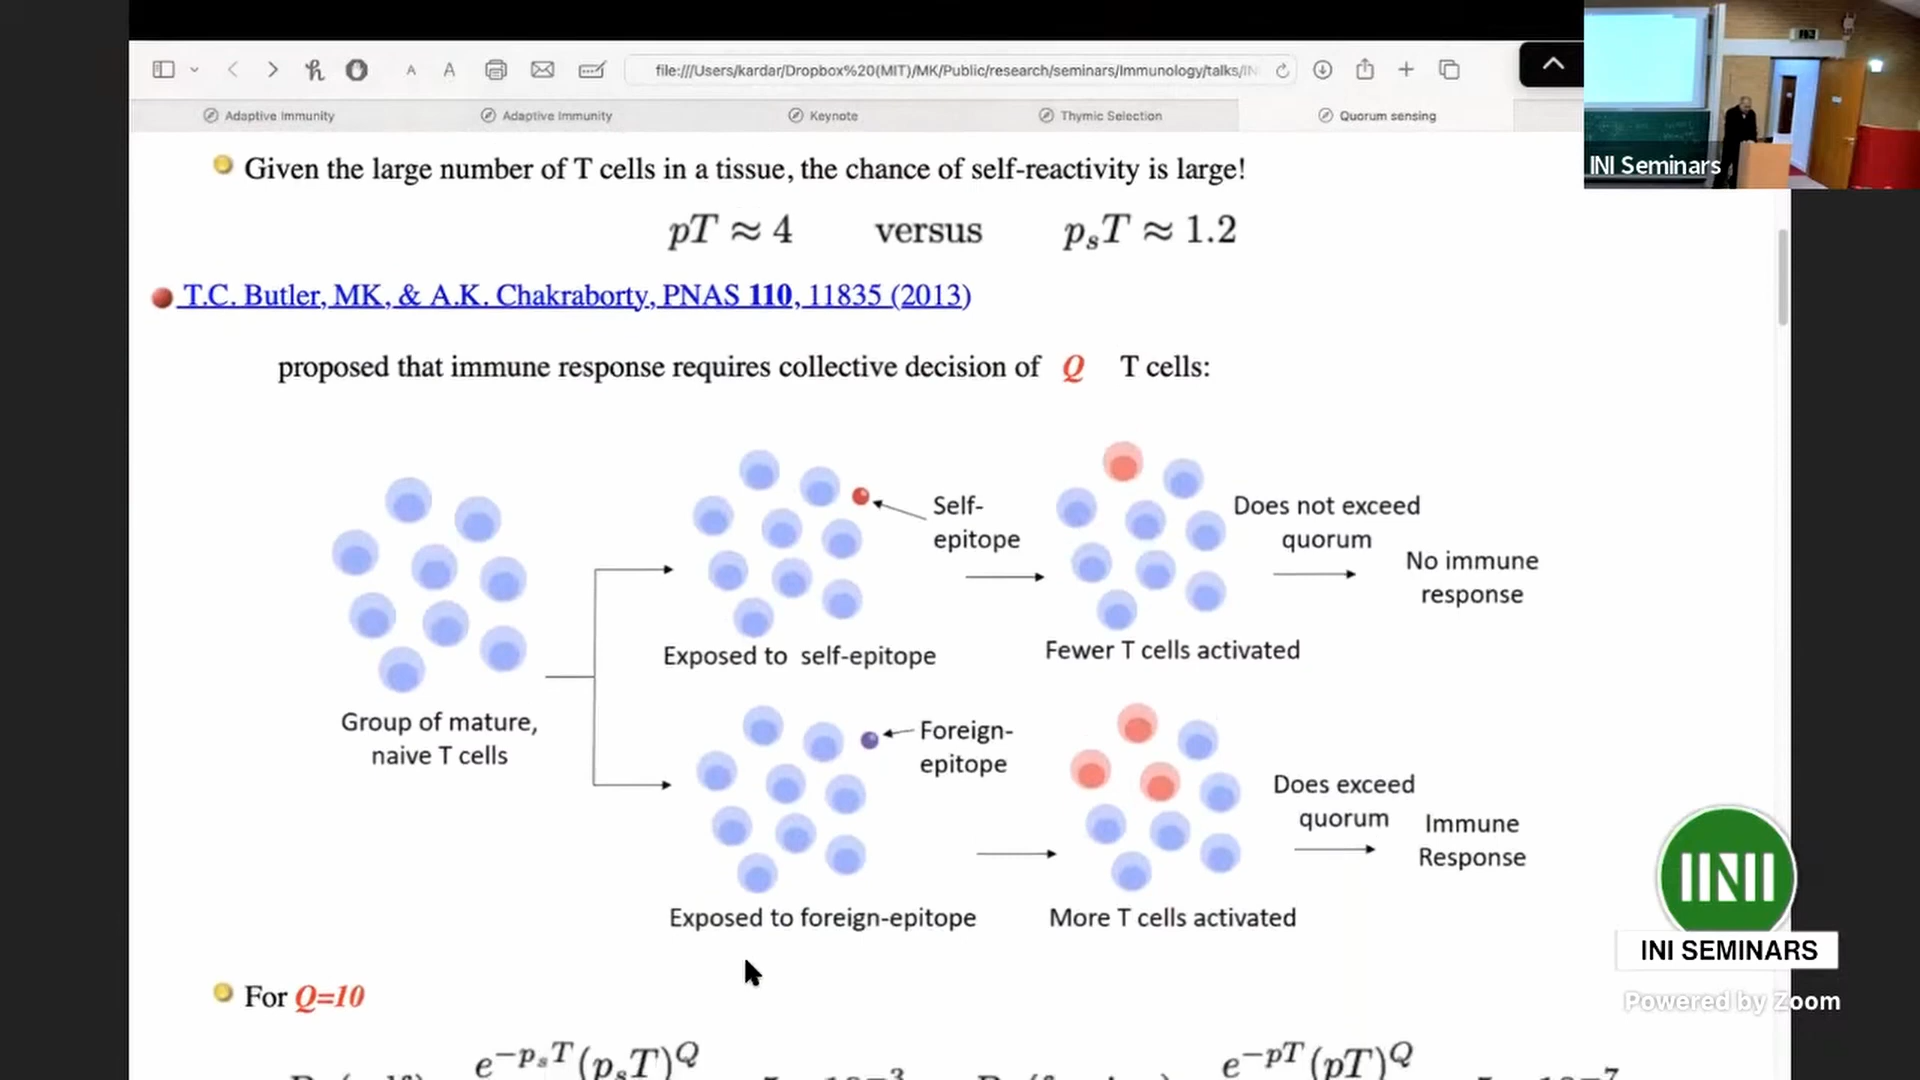 A A file:///Users/kardar/Dropbox%20(MIT)/MK/Public/research/seminars/Immunology/talks/IN
Adaptive Immunity Adaptive Immunity Keynote Thymic Selection Quorum sensing
INI Seminars
Given the large number of T cells in a tissue, the chance of self-reactivity is large!
pT ≈ 4 versus pₛT ≈ 1.2
T.C. Butler, MK, & A.K. Chakraborty, PNAS 110, 11835 (2013)
proposed that immune response requires collective decision of Q T cells:
Self-
epitope
Does not exceed
quorum
No immune
response
Exposed to self-epitope
Fewer T cells activated
Group of mature,
naive T cells
Foreign-
epitope
Does exceed
quorum
Immune
Response
Exposed to foreign-epitope
More T cells activated
INI
INI SEMINARS
Powered by Zoom
For Q=10
e^{-pₛT}(pₛT)^Q e^{-pT}(pT)^Q